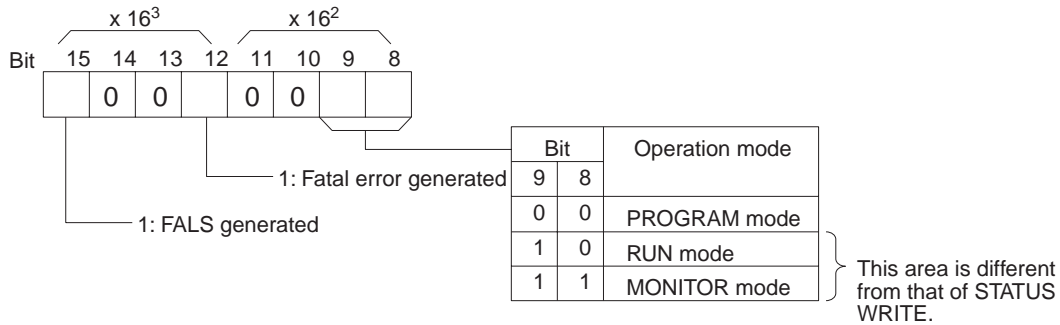 x 16³ x 16²
Bit 15 14 13 12 11 10 9 8
0 0 0 0
Bit Operation mode
9 8
1: Fatal error generated
0 0 PROGRAM mode
1: FALS generated
1 0 RUN mode
1 1 MONITOR mode
This area is different
from that of STATUS
WRITE.